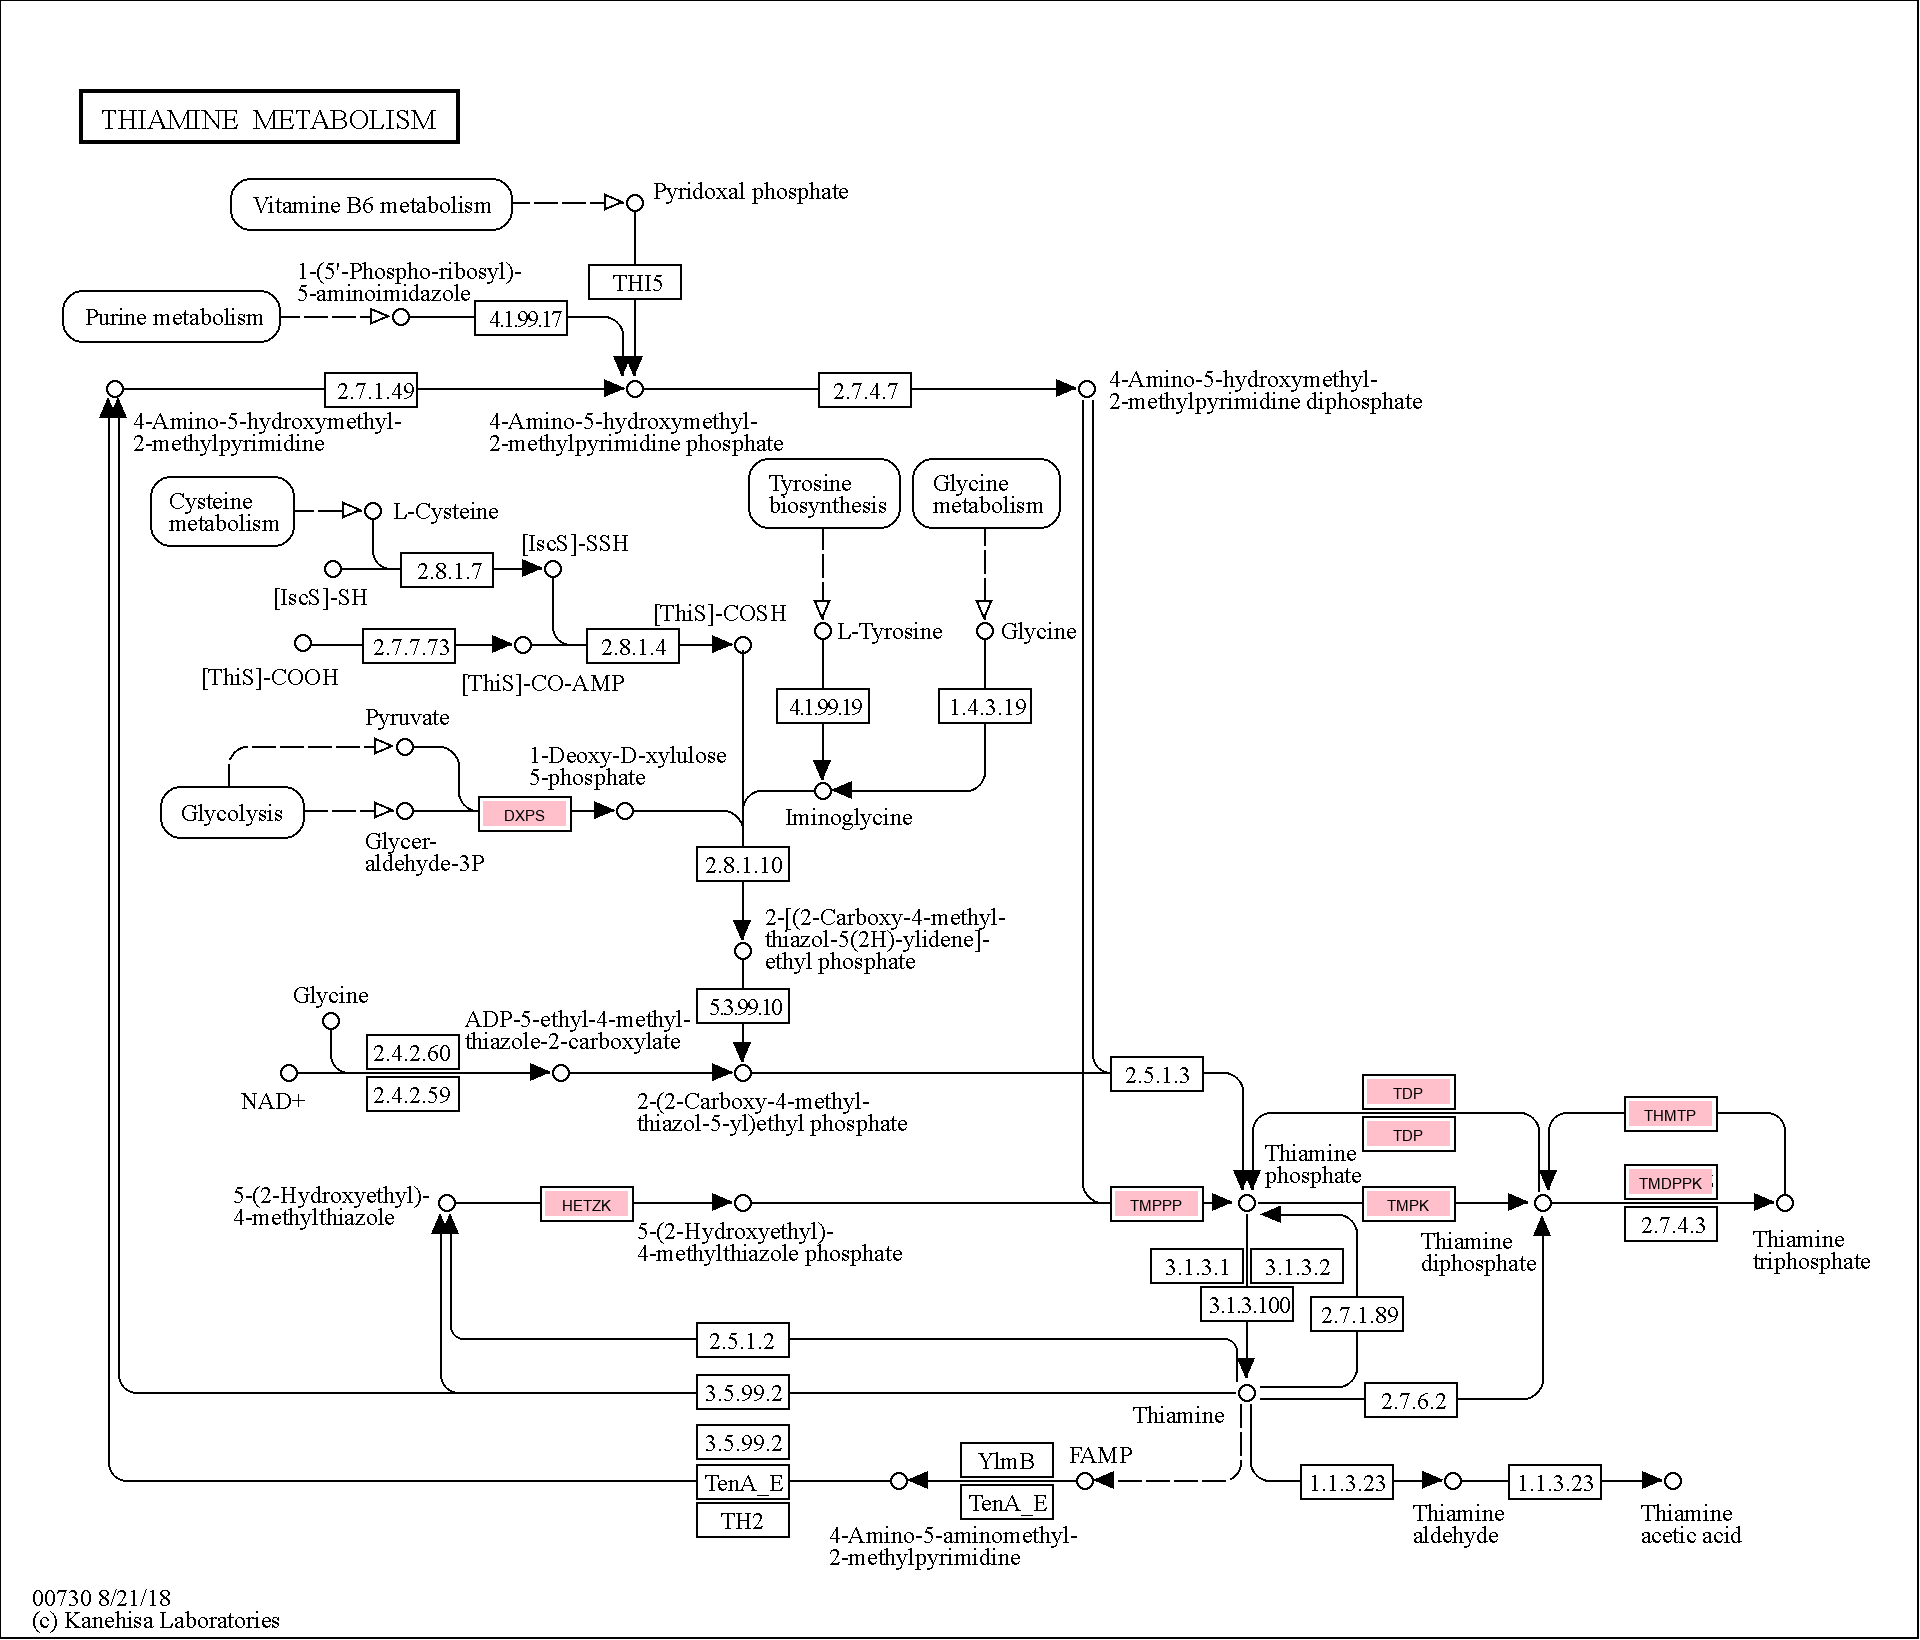 THIAMINE METABOLISM
Vitamine B6 metabolism
Pyridoxal phosphate
1-(5'-Phospho-ribosyl)-
5-aminoimidazole
THI5
Purine metabolism
4.1.99.17
2.7.1.49
2.7.4.7
4-Amino-5-hydroxymethyl-
2-methylpyrimidine diphosphate
4-Amino-5-hydroxymethyl-
2-methylpyrimidine
4-Amino-5-hydroxymethyl-
2-methylpyrimidine phosphate
Cysteine
metabolism
L-Cysteine
Tyrosine
biosynthesis
Glycine
metabolism
[IscS]-SSH
2.8.1.7
[IscS]-SH
[ThiS]-COSH
L-Tyrosine
Glycine
2.7.7.73
2.8.1.4
[ThiS]-COOH
[ThiS]-CO-AMP
4.1.99.19
1.4.3.19
Pyruvate
1-Deoxy-D-xylulose
5-phosphate
Glycolysis
DXPS
Iminoglycine
Glycer-
aldehyde-3P
2.8.1.10
2-[(2-Carboxy-4-methyl-
thiazol-5(2H)-ylidene]-
ethyl phosphate
Glycine
5.3.99.10
ADP-5-ethyl-4-methyl-
thiazole-2-carboxylate
2.4.2.60
2.4.2.59
NAD+
2.5.1.3
2-(2-Carboxy-4-methyl-
thiazol-5-yl)ethyl phosphate
TDP
TDP
THMTP
Thiamine
phosphate
5-(2-Hydroxyethyl)-
4-methylthiazole
HETZK
5-(2-Hydroxyethyl)-
4-methylthiazole phosphate
TMPPP
TMPK
TMDPPK
2.7.4.3
Thiamine
diphosphate
Thiamine
triphosphate
3.1.3.1
3.1.3.2
3.1.3.100
2.7.1.89
2.5.1.2
3.5.99.2
2.7.6.2
Thiamine
3.5.99.2
TenA_E
TH2
YlmB
TenA_E
FAMP
4-Amino-5-aminomethyl-
2-methylpyrimidine
1.1.3.23
1.1.3.23
Thiamine
aldehyde
Thiamine
acetic acid
00730 8/21/18
(c) Kanehisa Laboratories